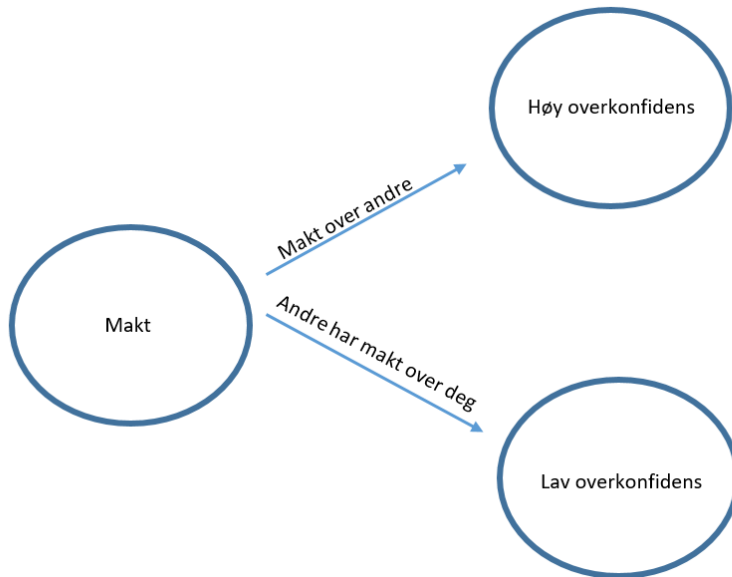 Høy overkonfidens
Makt over andre
Makt
Andre har makt over deg
Lav overkonfidens